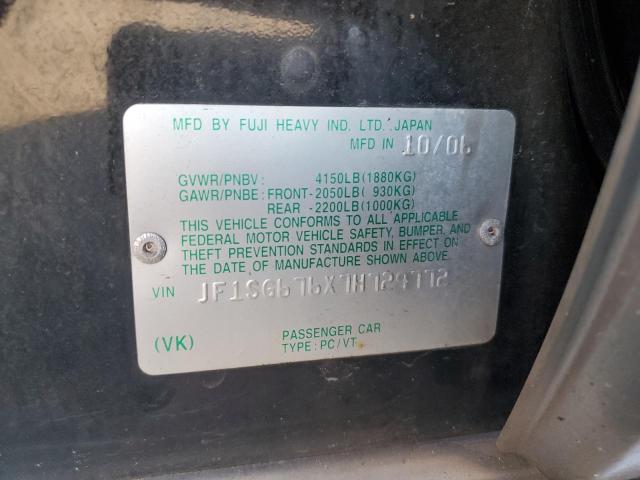 MFD BY FUJI HEAVY IND. LTD. JAPAN
MFD IN 10/06
GVWR/PNBV: 4150LB(1880KG)
GAWR/PNBE: FRONT-2050LB( 930KG)
REAR -2200LB(1000KG)
THIS VEHICLE CONFORMS TO ALL APPLICABLE
FEDERAL MOTOR VEHICLE SAFETY, BUMPER, AND
THEFT PREVENTION STANDARDS IN EFFECT ON
THE DATE OF MANUFACTURE SHOWN ABOVE.
VIN JF1SG676X7H724772
(VK) PASSENGER CAR
TYPE: PC/VT